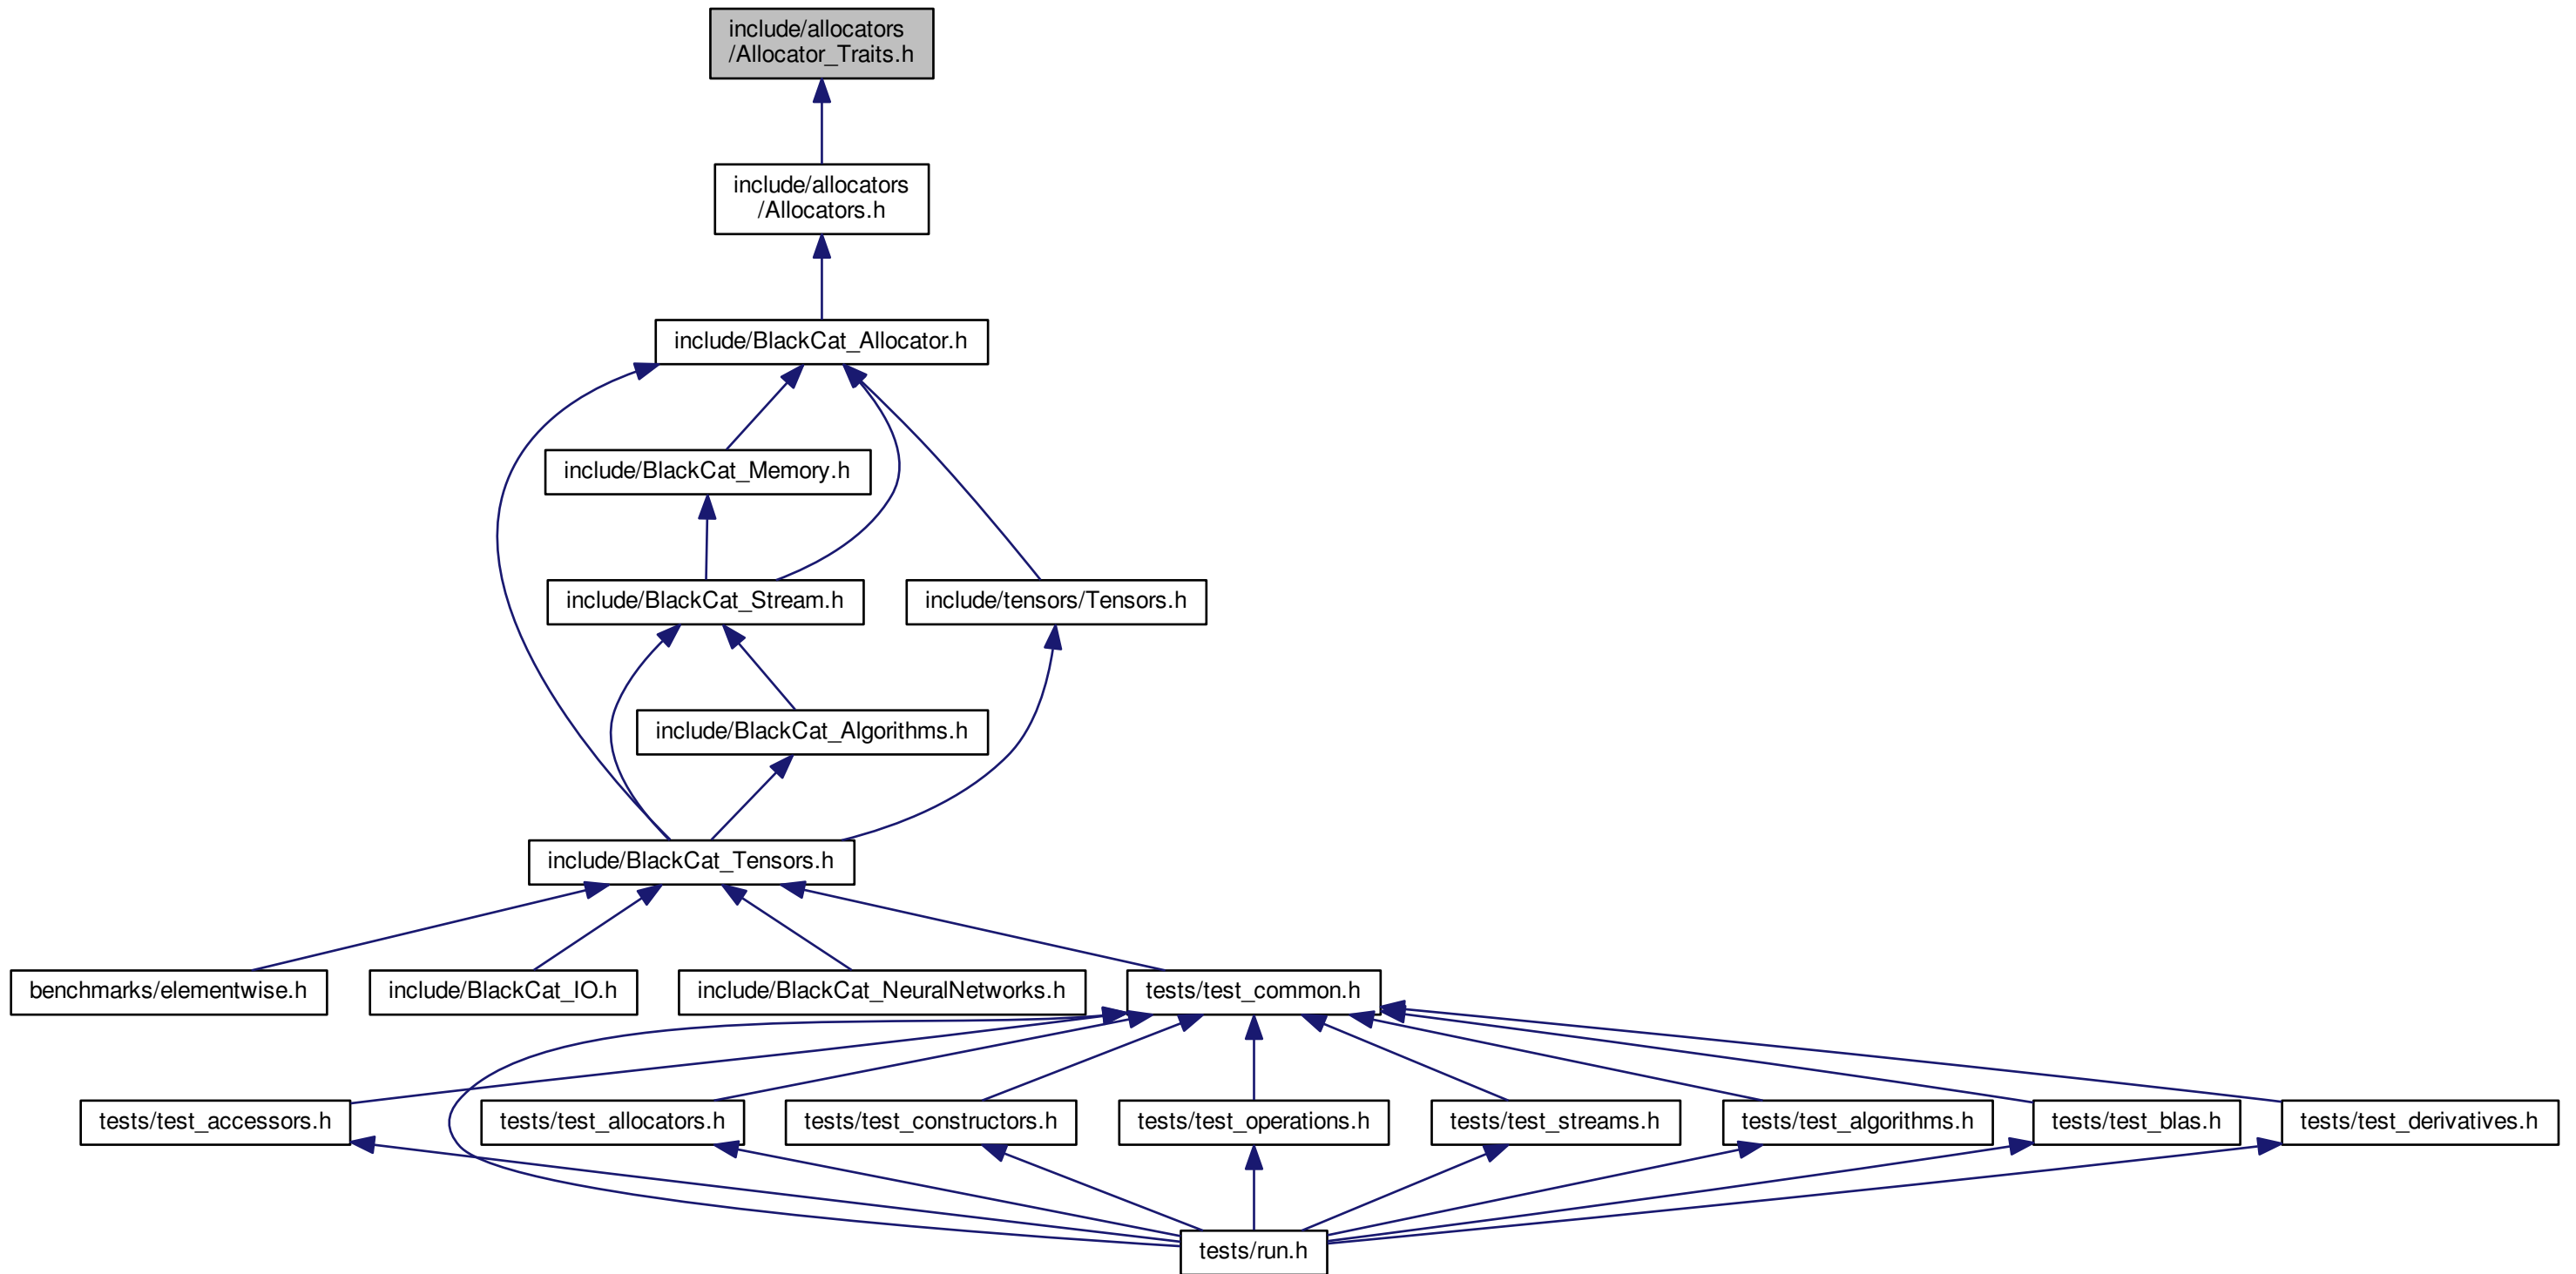 include/allocators
/Allocator_Traits.h
include/allocators
/Allocators.h
include/BlackCat_Allocator.h
include/BlackCat_Memory.h
include/BlackCat_Stream.h
include/tensors/Tensors.h
include/BlackCat_Algorithms.h
include/BlackCat_Tensors.h
benchmarks/elementwise.h
include/BlackCat_IO.h
include/BlackCat_NeuralNetworks.h
tests/test_common.h
tests/test_accessors.h
tests/test_allocators.h
tests/test_constructors.h
tests/test_operations.h
tests/test_streams.h
tests/test_algorithms.h
tests/test_blas.h
tests/test_derivatives.h
tests/run.h